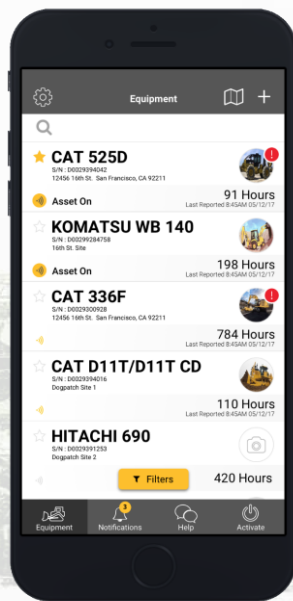 Equipment
CAT 525D
S/N : D0029394042
12456 16th St. San Francisco, CA 92211
Asset On
91 Hours
Last Reported 8:45AM 05/12/17
KOMATSU WB 140
S/N : D00299284758
16th St. Site
Asset On
198 Hours
Last Reported 8:45AM 05/12/17
CAT 336F
S/N : D0029300928
12456 16th St. San Francisco, CA 92211
784 Hours
Last Reported 8:45AM 05/12/17
CAT D11T/D11T CD
S/N : D0029394016
Dogpatch Site 1
110 Hours
Last Reported 8:45AM 05/12/17
HITACHI 690
S/N : D0029391253
Dogpatch Site 2
Filters
420 Hours
3
Equipment
Notifications
Help
Activate